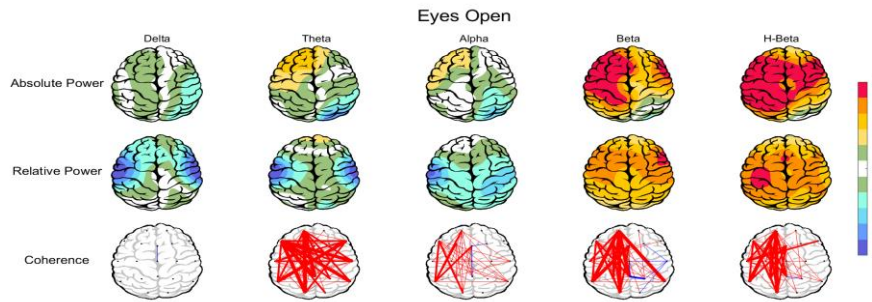 Eyes Open
Delta Theta Alpha Beta H-Beta
Absolute Power
Relative Power
Coherence